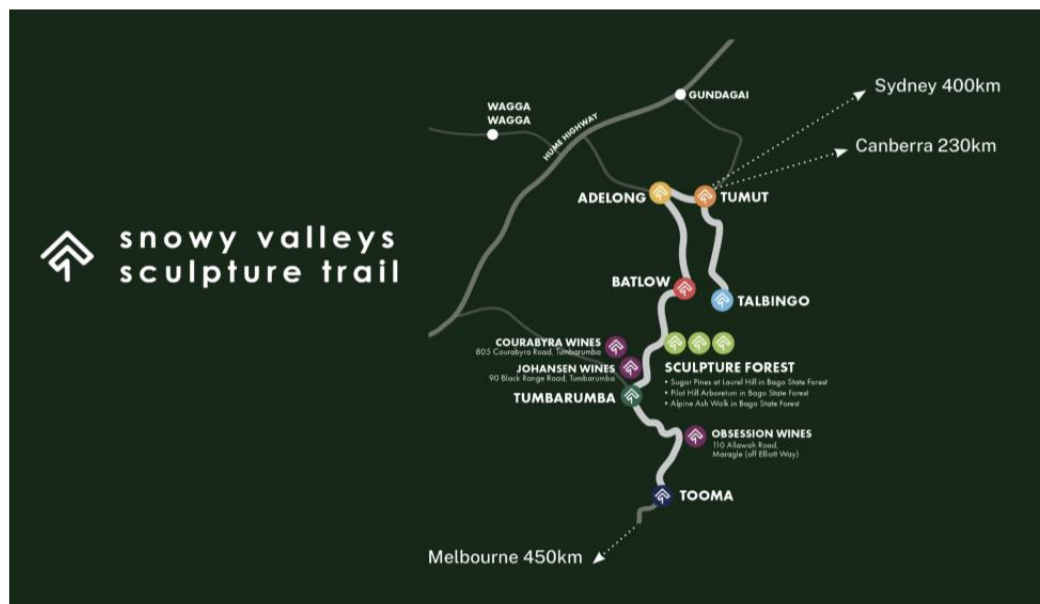 snowy valleys
sculpture trail
Sydney 400km
GUNDAGAI
WAGGA
WAGGA
HUME HIGHWAY
Canberra 230km
ADELONG
TUMUT
BATLOW
TALBINGO
COURABYRA WINES
805 Courabyra Road, Tumbarumba
JOHANSEN WINES
90 Black Range Road, Tumbarumba
TUMBARUMBA
SCULPTURE FOREST
• Sugar Pines at Laurel Hill in Bago State Forest
• Pilot Hill Arboretum in Bago State Forest
• Alpine Ash Walk in Bago State Forest
OBSESSION WINES
110 Allawah Road,
Maragle (off Elliott Way)
TOOMA
Melbourne 450km